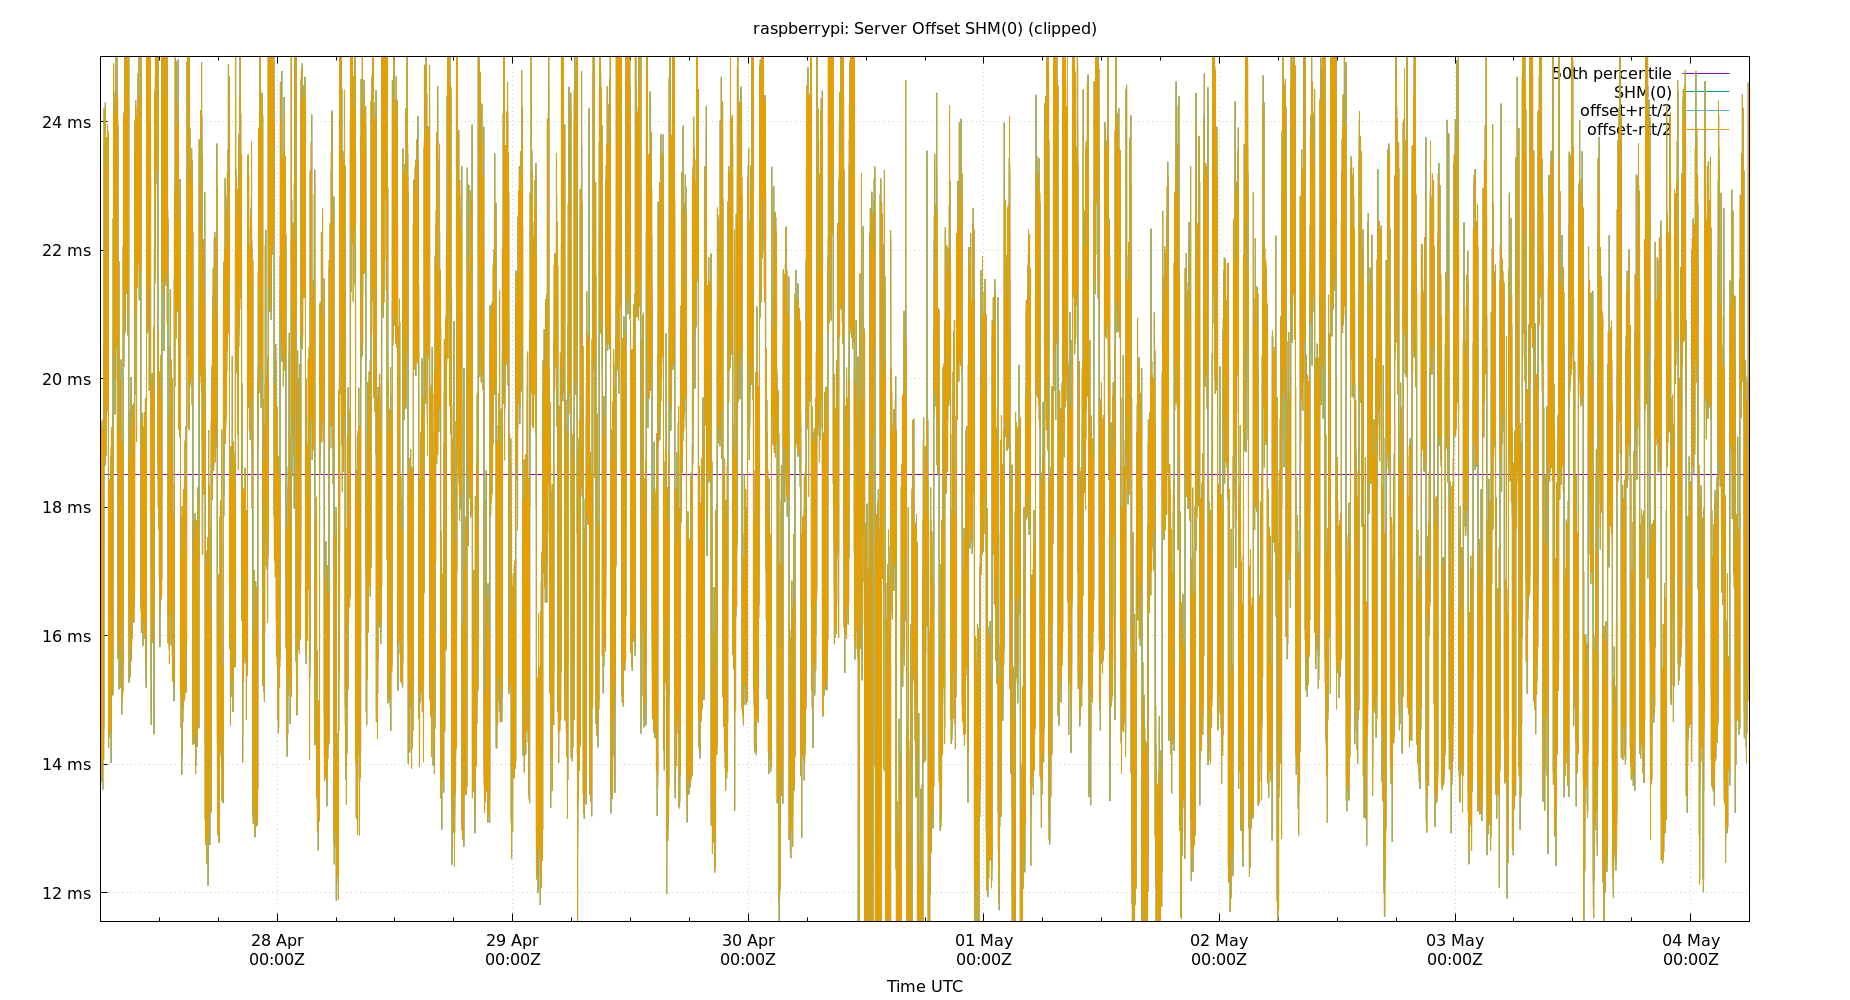 raspberrypi: Server Offset SHM(0) (clipped)
50th percentile
SHM(0)
offset+rtt/2
offset-rtt/2
24 ms
22 ms
20 ms
18 ms
16 ms
14 ms
12 ms
28 Apr
00:00Z
29 Apr
00:00Z
30 Apr
00:00Z
01 May
00:00Z
02 May
00:00Z
03 May
00:00Z
04 May
00:00Z
Time UTC